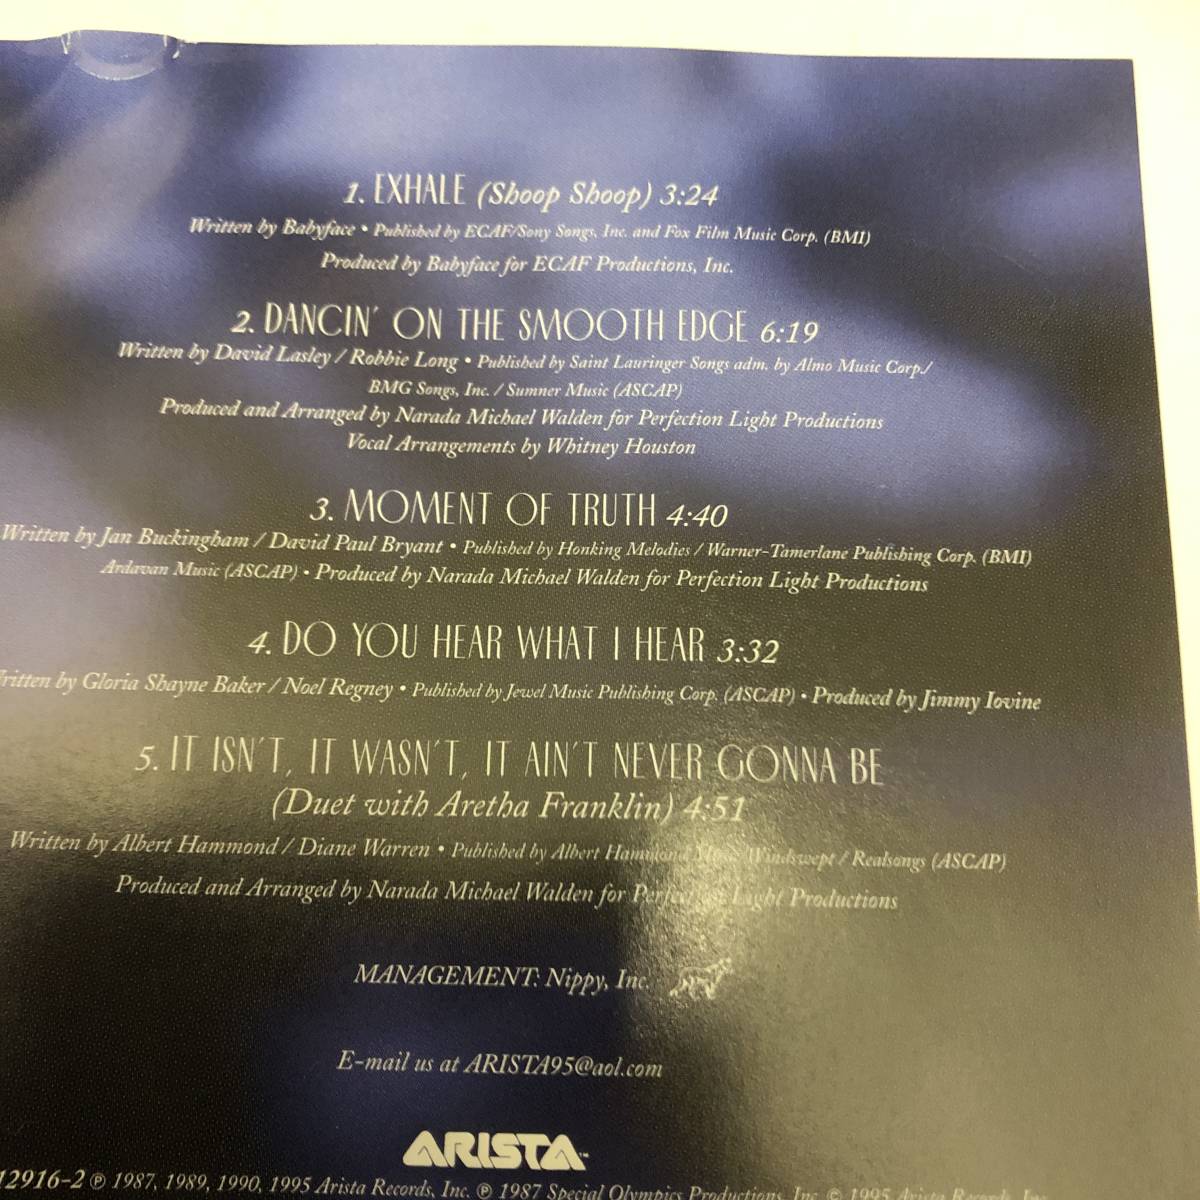 1. EXHALE (Shoop Shoop) 3:24
Written by Babyface • Published by ECAF/Sony Songs, Inc. and Fox Film Music Corp. (BMI)
Produced by Babyface for ECAF Productions, Inc.
2. DANCIN' ON THE SMOOTH EDGE 6:19
Written by David Lasley / Robbie Long • Published by Saint Lauringer Songs adm. by Almo Music Corp./
BMG Songs, Inc. / Sumner Music (ASCAP)
Produced and Arranged by Narada Michael Walden for Perfection Light Productions
Vocal Arrangements by Whitney Houston
3. MOMENT OF TRUTH 4:40
Written by Jan Buckingham / David Paul Bryant • Published by Honking Melodies / Warner-Tamerlane Publishing Corp. (BMI)
Ardavan Music (ASCAP) • Produced by Narada Michael Walden for Perfection Light Productions
4. DO YOU HEAR WHAT I HEAR 3:32
ritten by Gloria Shayne Baker / Noel Regney • Published by Jewel Music Publishing Corp. (ASCAP) • Produced by Jimmy Iovine
5. IT ISN'T, IT WASN'T, IT AIN'T NEVER GONNA BE
(Duet with Aretha Franklin) 4:51
Written by Albert Hammond / Diane Warren • Published by Albert Hammond Music Windswept / Realsongs (ASCAP)
Produced and Arranged by Narada Michael Walden for Perfection Light Productions
MANAGEMENT: Nippy, Inc.
E-mail us at ARISTA95@aol.com
ARISTA™
12916-2 ℗ 1987, 1989, 1990, 1995 Arista Records, Inc. ℗ 1987 Special Olympics Productions, Inc. © 1995 Arista Records Inc